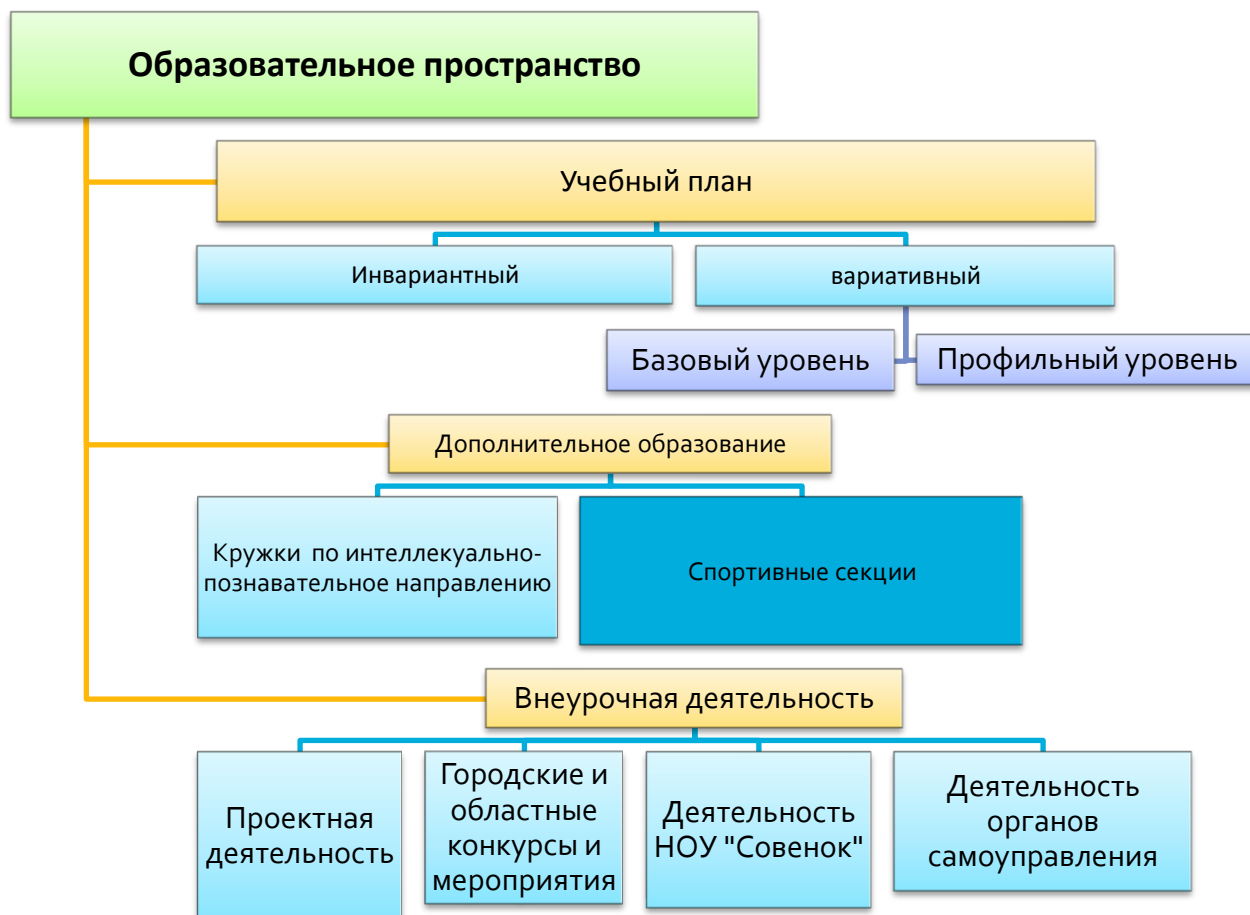 Образовательное пространство
Учебный план
Инвариантный
вариативный
Базовый уровень
Профильный уровень
Дополнительное образование
Кружки по интеллекуально-
познавательное направлению
Спортивные секции
Внеурочная деятельность
Проектная
деятельность
Городские и
областные
конкурсы и
мероприятия
Деятельность
НОУ "Совенок"
Деятельность
органов
самоуправления